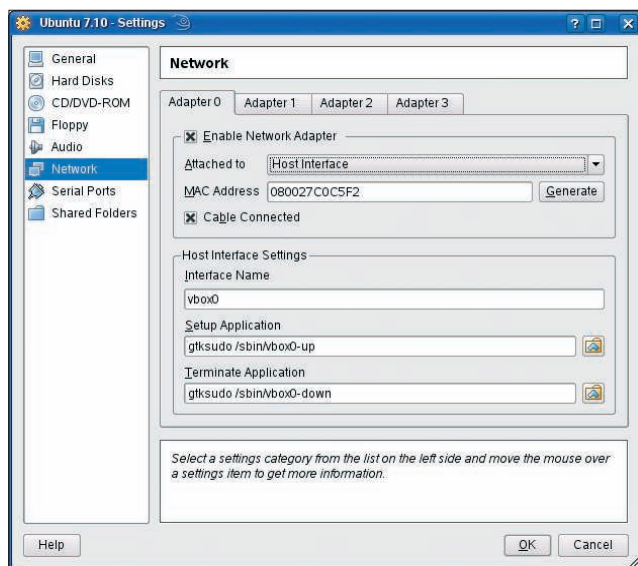 Ubuntu 7.10 - Settings
General
Hard Disks
CD/DVD-ROM
Floppy
Audio
Network
Serial Ports
Shared Folders
Network
Adapter 0 Adapter 1 Adapter 2 Adapter 3
Enable Network Adapter
Attached to Host Interface
MAC Address 080027C0C5F2 Generate
Cable Connected
Host Interface Settings
Interface Name
vbox0
Setup Application
gtksudo /sbin/vbox0-up
Terminate Application
gtksudo /sbin/vbox0-down
Select a settings category from the list on the left side and move the mouse over
a settings item to get more information.
Help OK Cancel